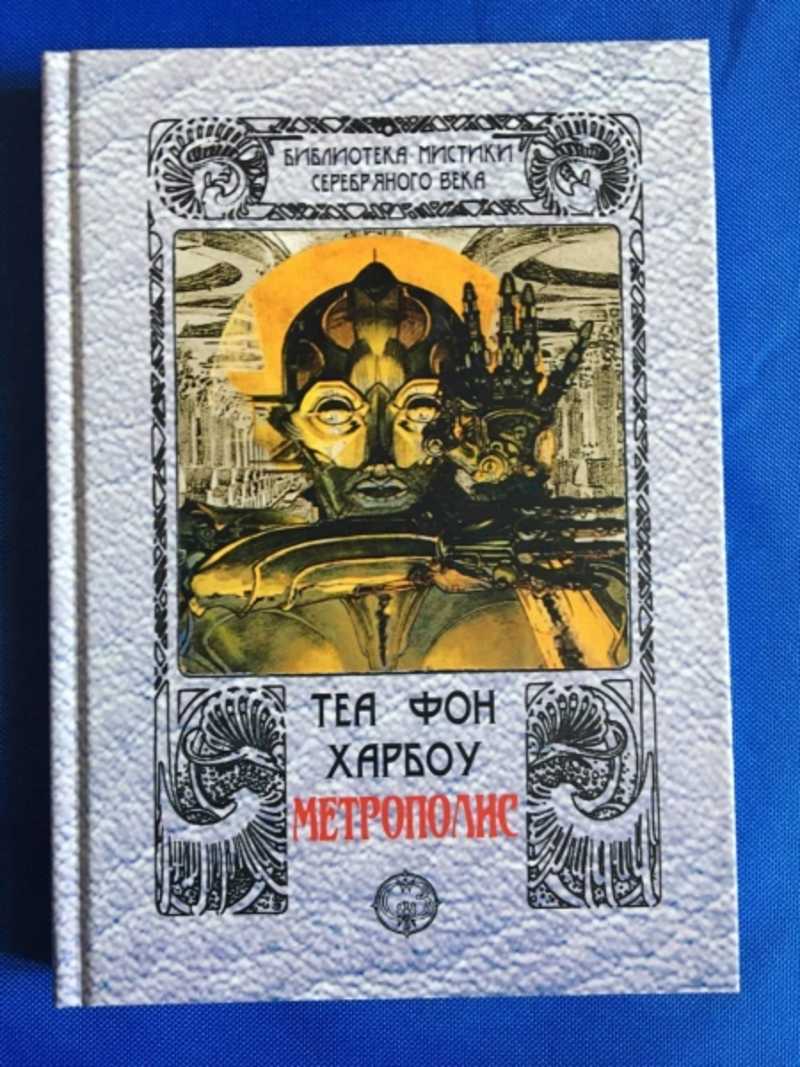 БИБЛИОТЕКА МИСТИКИ
СЕРЕБРЯНОГО ВЕКА
ТЕА ФОН
ХАРБОУ
МЕТРОПОЛИС